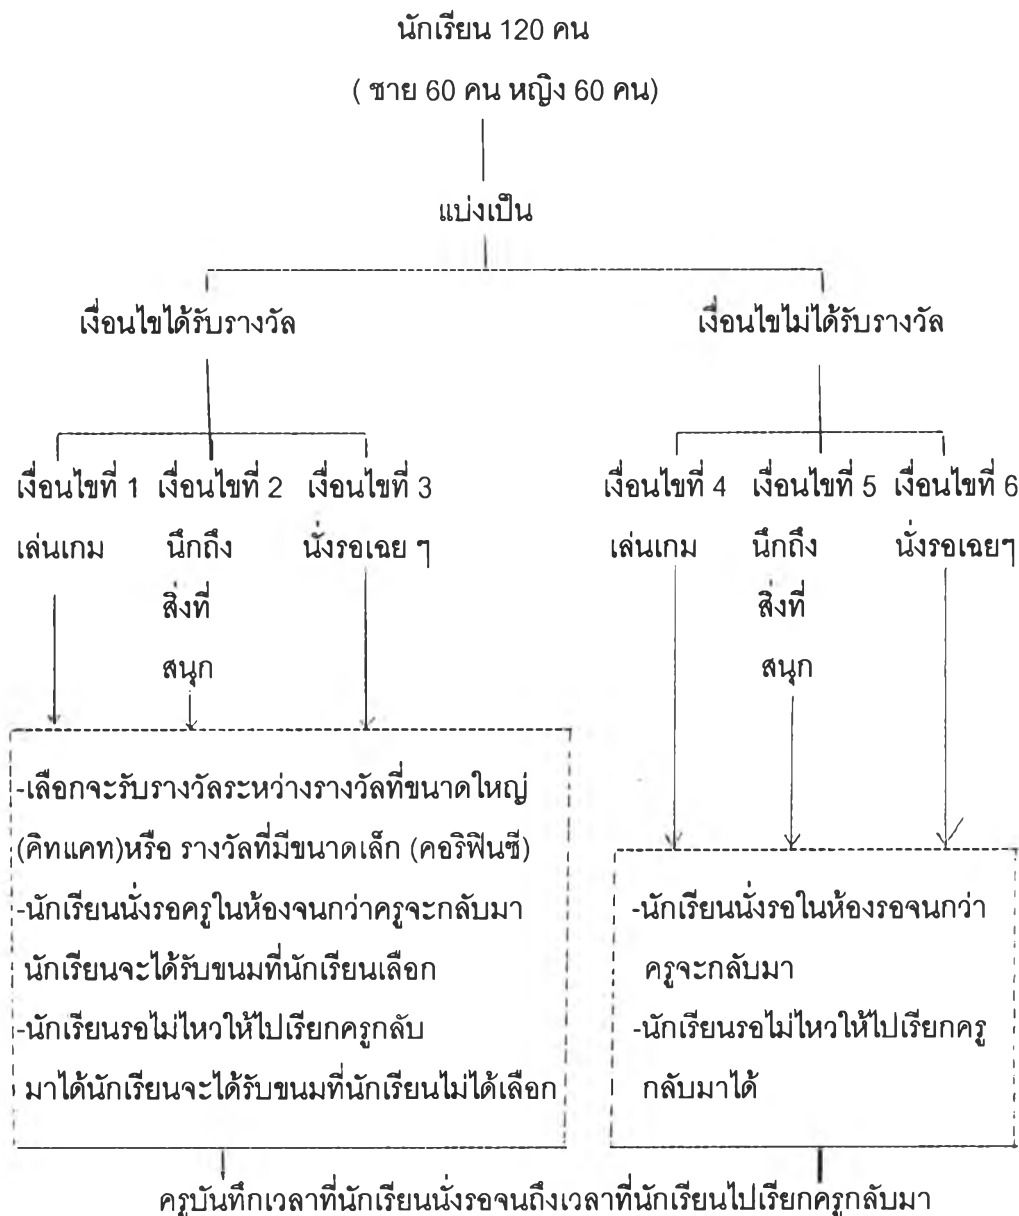 นักเรียน 120 คน
( ชาย 60 คน หญิง 60 คน)
แบ่งเป็น
เงื่อนไขได้รับรางวัล
เงื่อนไขไม่ได้รับรางวัล
เงื่อนไขที่ 1 เงื่อนไขที่ 2 เงื่อนไขที่ 3
เล่นเกม นึกถึง นั่งรอเฉย ๆ
สิ่งที่
สนุก
เงื่อนไขที่ 4 เงื่อนไขที่ 5 เงื่อนไขที่ 6
เล่นเกม นึกถึง นั่งรอเฉยๆ
สิ่งที่
สนุก
-เลือกจะรับรางวัลระหว่างรางวัลที่ขนาดใหญ่
(คิทแคท)หรือ รางวัลที่มีขนาดเล็ก (คอริฟินซี)
-นักเรียนนั่งรอครูในห้องจนกว่าครูจะกลับมา
นักเรียนจะได้รับขนมที่นักเรียนเลือก
-นักเรียนรอไม่ไหวให้ไปเรียกครูกลับ
มาได้นักเรียนจะได้รับขนมที่นักเรียนไม่ได้เลือก
-นักเรียนนั่งรอในห้องรอจนกว่า
ครูจะกลับมา
-นักเรียนรอไม่ไหวให้ไปเรียกครู
กลับมาได้
ครูบันทึกเวลาที่นักเรียนนั่งรอจนถึงเวลาที่นักเรียนไปเรียกครูกลับมา